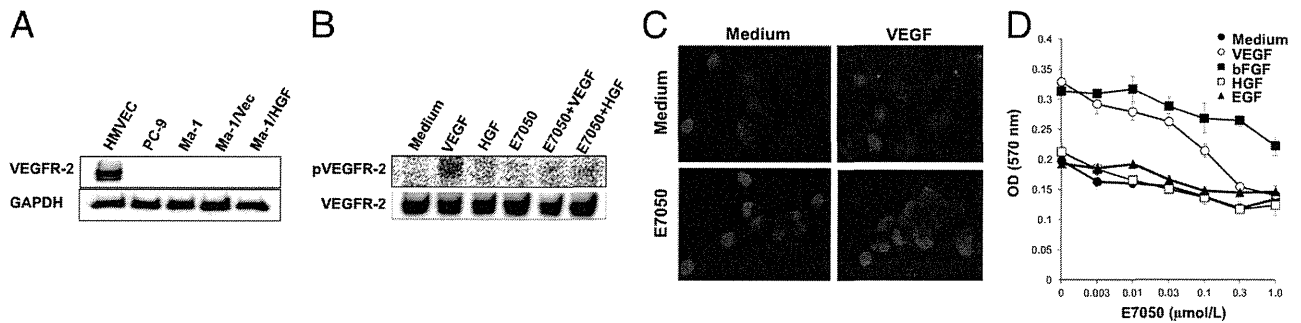 A
HMVEC
PC-9
Ma-1
Ma-1/Vec
Ma-1/HGF
VEGFR-2
GAPDH
B
Medium
VEGF
HGF
E7050
E7050+VEGF
E7050+HGF
pVEGFR-2
VEGFR-2
C
Medium VEGF
Medium
E7050
D
Medium
VEGF
bFGF
HGF
EGF
OD (570 nm)
0.4
0.35
0.3
0.25
0.2
0.15
0.1
0.05
0
0 0.003 0.01 0.03 0.1 0.3 1.0
E7050 (μmol/L)